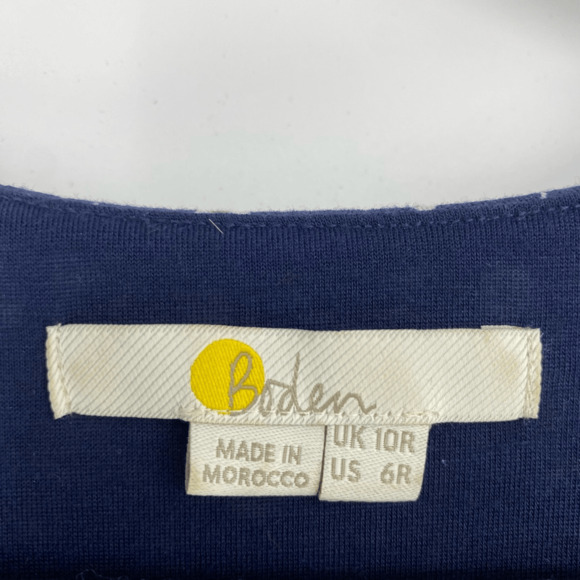 Boden
MADE IN
MOROCCO
UK 10R
US 6R